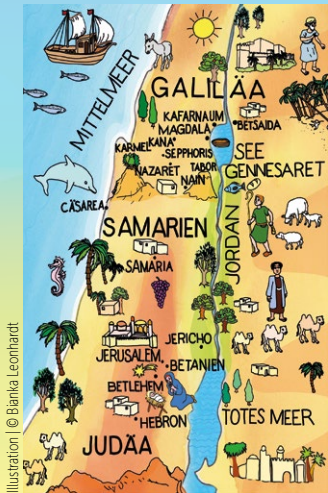 MITTELMEER
GALILÄA
KAFARNAUM
MAGDALA
BETSAIDA
KANA
KARMEL
SEPPHORIS
SEE
GENNESARET
TABOR
NAZARET
NAIN
CÄSAREA
JORDAN
SAMARIEN
SAMARIA
JERICHO
JERUSALEM
BETANIEN
BETLEHEM
HEBRON
TOTES MEER
JUDÄA
Illustration | © Bianka Leonhardt